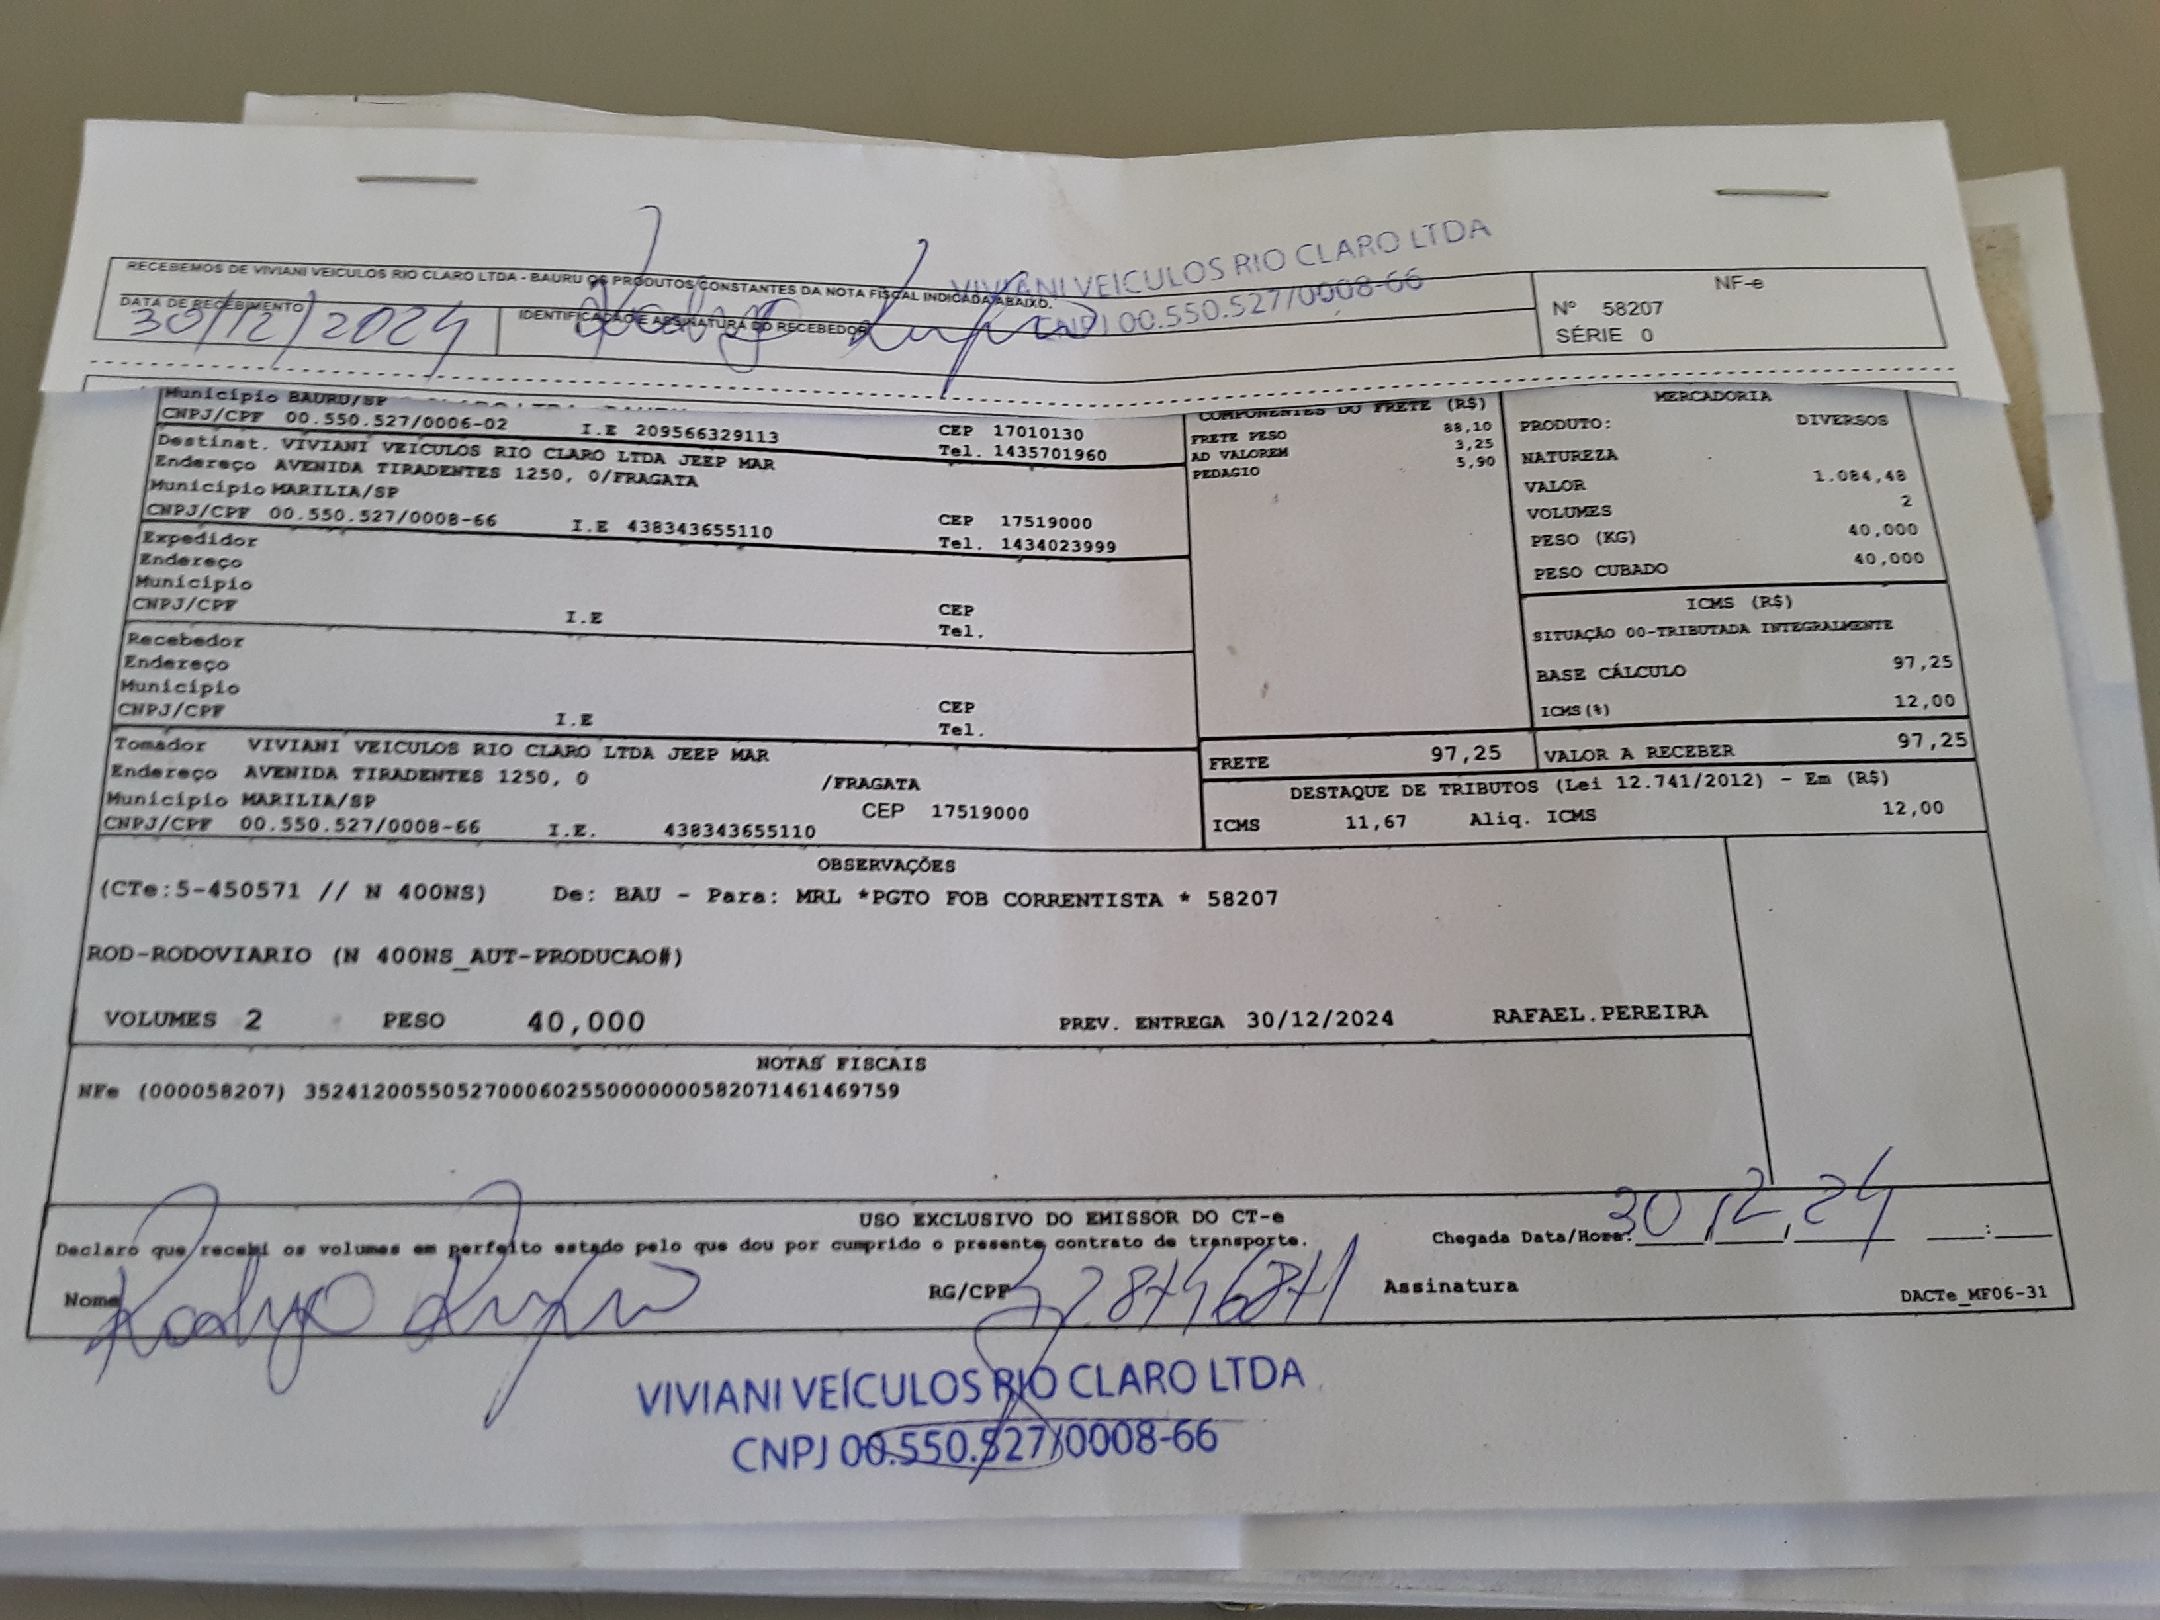 VIVIANI VEICULOS RIO CLARO LTDA
CNPJ 00.550.527/0008-66
RECEBEMOS DE VIVIANI VEICULOS RIO CLARO LTDA - BAURU OS PRODUTOS CONSTANTES DA NOTA FISCAL INDICADA ABAIXO.
DATA DE RECEBIMENTO
30/12/2024
IDENTIFICAÇÃO E ASSINATURA DO RECEBEDOR
NF-e
Nº 58207
SÉRIE 0
Município BAURU/SP
CNPJ/CPF 00.550.527/0006-02 I.E 209566329113 CEP 17010130
Tel. 1435701960
Destinat. VIVIANI VEICULOS RIO CLARO LTDA JEEP MAR
Endereço AVENIDA TIRADENTES 1250, 0/FRAGATA
Município MARILIA/SP
CNPJ/CPF 00.550.527/0008-66 I.E 438343655110 CEP 17519000
Tel. 1434023999
Expedidor
Endereço
Município
CNPJ/CPF I.E CEP
Tel.
Recebedor
Endereço
Município
CNPJ/CPF I.E CEP
Tel.
Tomador VIVIANI VEICULOS RIO CLARO LTDA JEEP MAR
Endereço AVENIDA TIRADENTES 1250, 0 /FRAGATA
Município MARILIA/SP CEP 17519000
CNPJ/CPF 00.550.527/0008-66 I.E. 438343655110
COMPONENTES DO FRETE (R$)
FRETE PESO 88,10
AD VALOREM 3,25
PEDAGIO 5,90
MERCADORIA
PRODUTO: DIVERSOS
NATUREZA
VALOR 1.084,48
VOLUMES 2
PESO (KG) 40,000
PESO CUBADO 40,000
ICMS (R$)
SITUAÇÃO 00-TRIBUTADA INTEGRALMENTE
BASE CÁLCULO 97,25
ICMS(%) 12,00
FRETE 97,25 VALOR A RECEBER 97,25
DESTAQUE DE TRIBUTOS (Lei 12.741/2012) - Em (R$)
ICMS 11,67 Aliq. ICMS 12,00
OBSERVAÇÕES
(CTe:5-450571 // N 400NS) De: BAU - Para: MRL *PGTO FOB CORRENTISTA * 58207
ROD-RODOVIARIO (N 400NS_AUT-PRODUCAO#)
VOLUMES 2 PESO 40,000 PREV. ENTREGA 30/12/2024 RAFAEL.PEREIRA
NOTAS FISCAIS
NFe (000058207) 35241200550527000602550000000582071461469759
USO EXCLUSIVO DO EMISSOR DO CT-e
Declaro que recebi os volumes em perfeito estado pelo que dou por cumprido o presente contrato de transporte.
Chegada Data/Hora: 30,12,24 :
Nome RG/CPF Assinatura
DACTe_MF06-31
VIVIANI VEÍCULOS RIO CLARO LTDA
CNPJ 00.550.527/0008-66